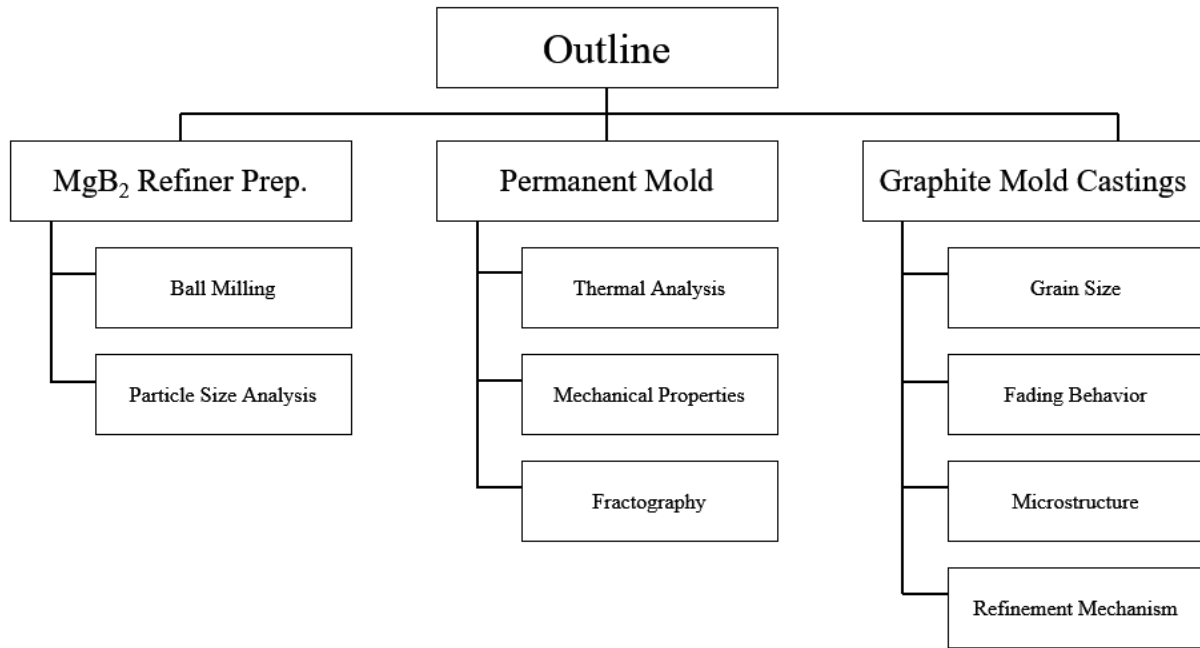 Outline
MgB₂ Refiner Prep.
Ball Milling
Particle Size Analysis
Permanent Mold
Thermal Analysis
Mechanical Properties
Fractography
Graphite Mold Castings
Grain Size
Fading Behavior
Microstructure
Refinement Mechanism